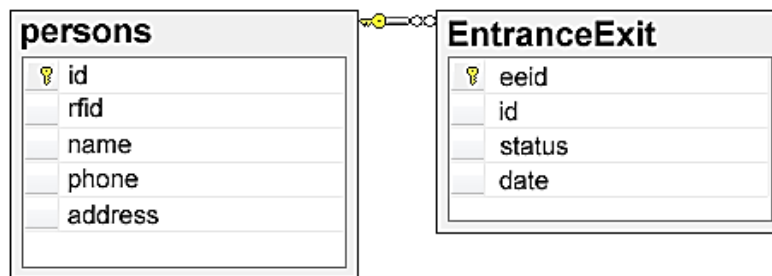 persons
id
rfid
name
phone
address
EntranceExit
eeid
id
status
date